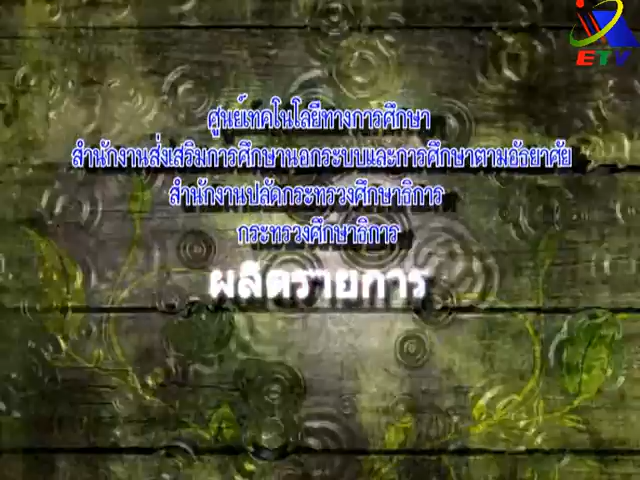 ETV
ศูนย์เทคโนโลยีทางการศึกษา
สำนักงานส่งเสริมการศึกษานอกระบบและการศึกษาตามอัธยาศัย
สำนักงานปลัดกระทรวงศึกษาธิการ
กระทรวงศึกษาธิการ
ผลิตรายการ